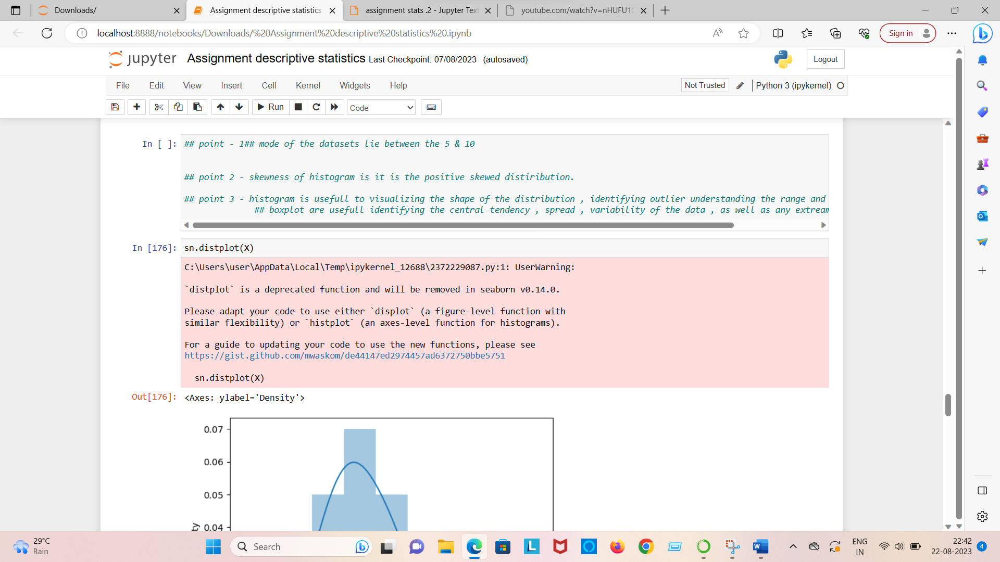 Downloads/
Assignment descriptive statistics
assignment stats .2 - Jupyter Text
youtube.com/watch?v=nHUFU1C
localhost:8888/notebooks/Downloads/%20Assignment%20descriptive%20statistics%20.ipynb
Sign in
jupyter Assignment descriptive statistics Last Checkpoint: 07/08/2023 (autosaved)
Logout
File Edit View Insert Cell Kernel Widgets Help
Not Trusted Python 3 (ipykernel)
Run Code
In [ ]: ## point - 1## mode of the datasets lie between the 5 & 10
## point 2 - skewness of histogram is it is the positive skewed distiribution.
## point 3 - histogram is usefull to visualizing the shape of the distribution , identifying outlier understanding the range and
## boxplot are usefull identifying the central tendency , spread , variability of the data , as well as any extream
In [176]: sn.distplot(X)
C:\Users\user\AppData\Local\Temp\ipykernel_12688\2372229087.py:1: UserWarning:
`distplot` is a deprecated function and will be removed in seaborn v0.14.0.
Please adapt your code to use either `displot` (a figure-level function with
similar flexibility) or `histplot` (an axes-level function for histograms).
For a guide to updating your code to use the new functions, please see
https://gist.github.com/mwaskom/de44147ed2974457ad6372750bbe5751
sn.distplot(X)
Out[176]: <Axes: ylabel='Density'>
0.07
0.06
0.05
0.04
ty
29°C
Rain
Search
ENG
IN
22:42
22-08-2023
4